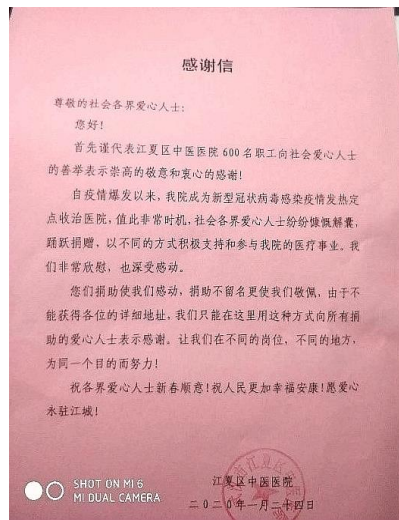 感谢信
尊敬的社会各界爱心人士:
您好!
首先谨代表江夏区中医医院600名职工向社会爱心人士
的善举表示崇高的敬意和衷心的感谢!
自疫情爆发以来，我院成为新型冠状病毒感染疫情发热定
点收治医院，值此非常时机，社会各界爱心人士纷纷慷慨解囊，
踊跃捐赠，以不同的方式积极支持和参与我院的医疗事业。我
们非常欣慰，也深受感动。
您们捐助使我们感动，捐助不留名更使我们敬佩，由于不
能获得各位的详细地址，我们只能在这里用这种方式向所有捐
助的爱心人士表示感谢。让我们在不同的岗位，不同的地方，
为同一个目的而努力!
祝各界爱心人士新春顺意!祝人民更加幸福安康!愿爱心
永驻江城!
江夏区中医医院
二0二0年一月二十四日
SHOT ON MI 6
MI DUAL CAMERA